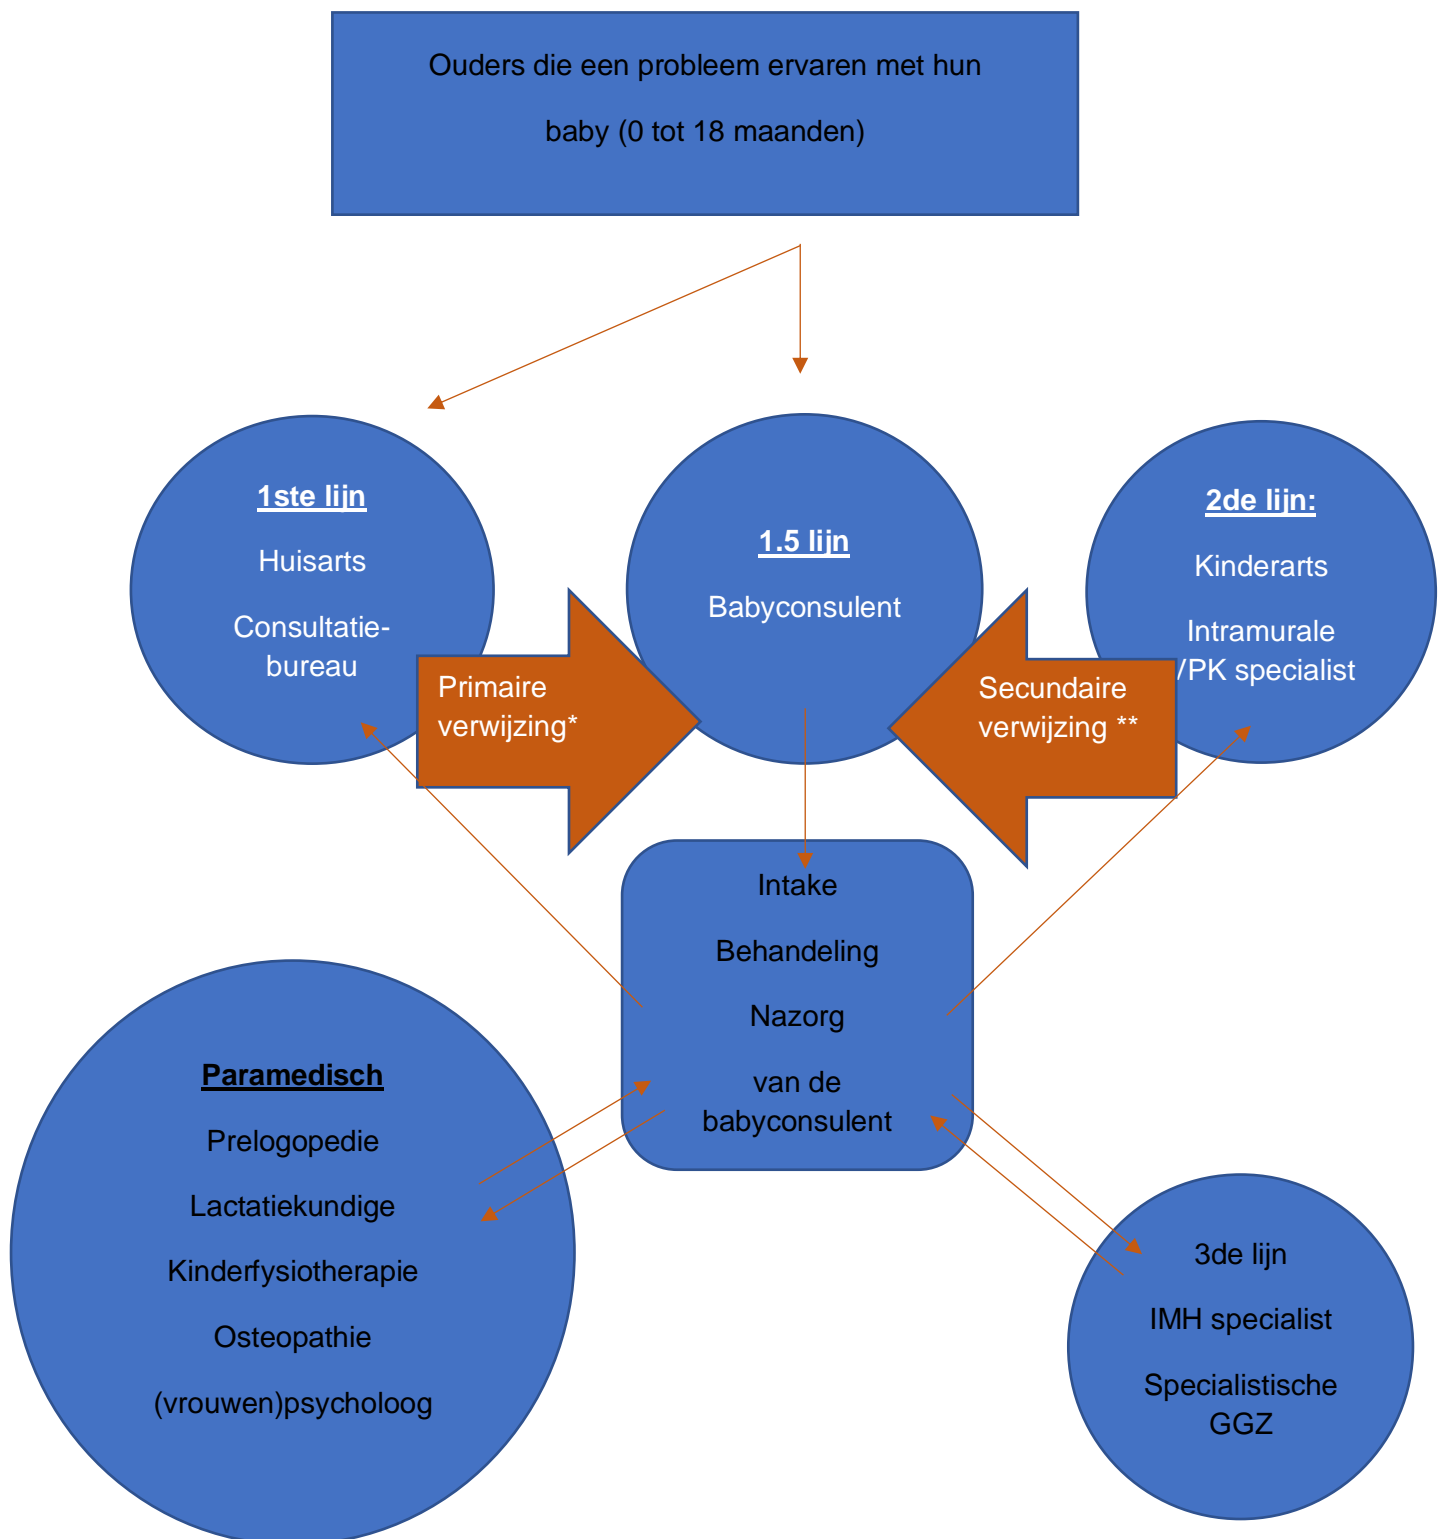 Ouders die een probleem ervaren met hun
baby (0 tot 18 maanden)
1ste lijn
Huisarts
Consultatie-
bureau
1.5 lijn
Babyconsulent
2de lijn:
Kinderarts
Intramurale
VPK specialist
Primaire
verwijzing*
Secundaire
verwijzing **
Intake
Behandeling
Nazorg
van de
babyconsulent
Paramedisch
Prelogopedie
Lactatiekundige
Kinderfysiotherapie
Osteopathie
(vrouwen)psycholoog
3de lijn
IMH specialist
Specialistische
GGZ